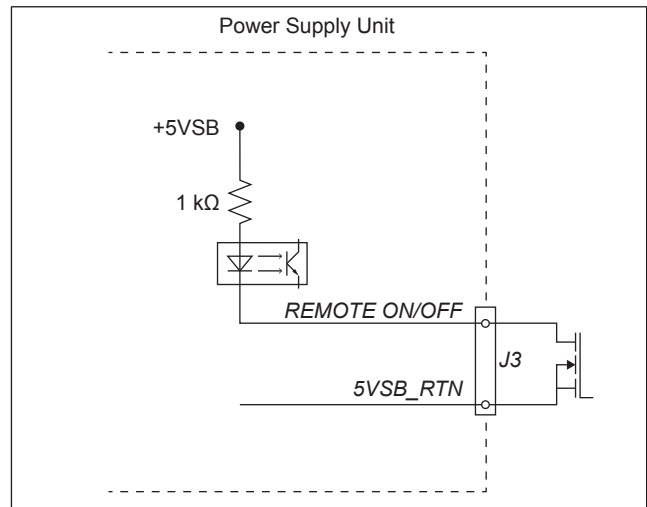 Power Supply Unit
+5VSB
1 kΩ
REMOTE ON/OFF
J3
5VSB_RTN